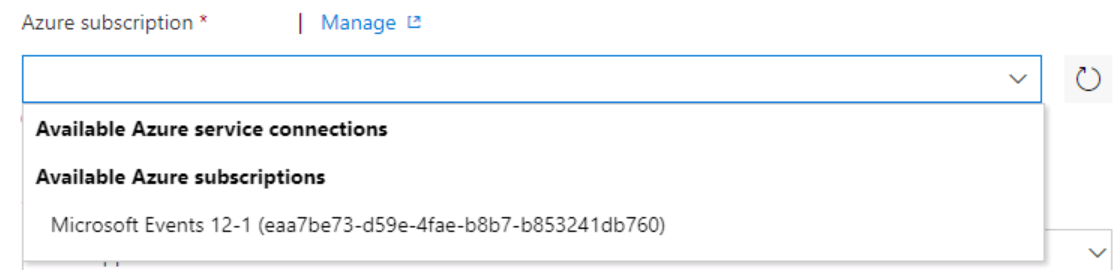 Azure subscription * | Manage
Available Azure service connections
Available Azure subscriptions
Microsoft Events 12-1 (eaa7be73-d59e-4fae-b8b7-b853241db760)